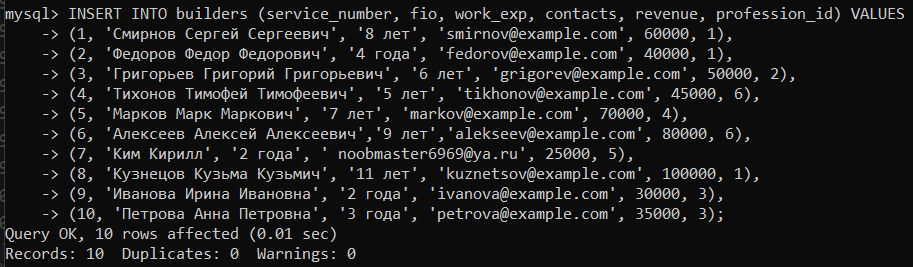 mysql> INSERT INTO builders (service_number, fio, work_exp, contacts, revenue, profession_id) VALUES
-> (1, 'Смирнов Сергей Сергеевич', '8 лет', 'smirnov@example.com', 60000, 1),
-> (2, 'Федоров Федор Федорович', '4 года', 'fedorov@example.com', 40000, 1),
-> (3, 'Григорьев Григорий Григорьевич', '6 лет', 'grigorev@example.com', 50000, 2),
-> (4, 'Тихонов Тимофей Тимофеевич', '5 лет', 'tikhonov@example.com', 45000, 6),
-> (5, 'Марков Марк Маркович', '7 лет', 'markov@example.com', 70000, 4),
-> (6, 'Алексеев Алексей Алексеевич','9 лет','alekseev@example.com', 80000, 6),
-> (7, 'Ким Кирилл', '2 года', ' noobmaster6969@ya.ru', 25000, 5),
-> (8, 'Кузнецов Кузьма Кузьмич', '11 лет', 'kuznetsov@example.com', 100000, 1),
-> (9, 'Иванова Ирина Ивановна', '2 года', 'ivanova@example.com', 30000, 3),
-> (10, 'Петрова Анна Петровна', '3 года', 'petrova@example.com', 35000, 3);
Query OK, 10 rows affected (0.01 sec)
Records: 10  Duplicates: 0  Warnings: 0